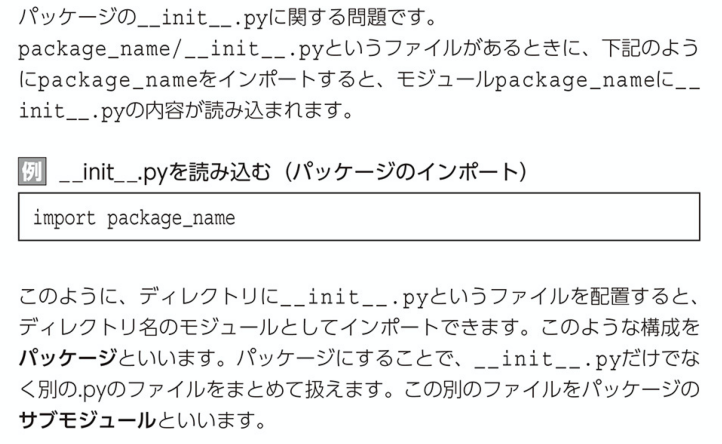 パッケージの__init__.pyに関する問題です。
package_name/__init__.pyというファイルがあるときに、下記のよう
にpackage_nameをインポートすると、モジュールpackage_nameに__
init__.pyの内容が読み込まれます。
例 __init__.pyを読み込む（パッケージのインポート）
import package_name
このように、ディレクトリに__init__.pyというファイルを配置すると、
ディレクトリ名のモジュールとしてインポートできます。このような構成を
パッケージといいます。パッケージにすることで、__init__.pyだけでな
く別の.pyのファイルをまとめて扱えます。この別のファイルをパッケージの
サブモジュールといいます。